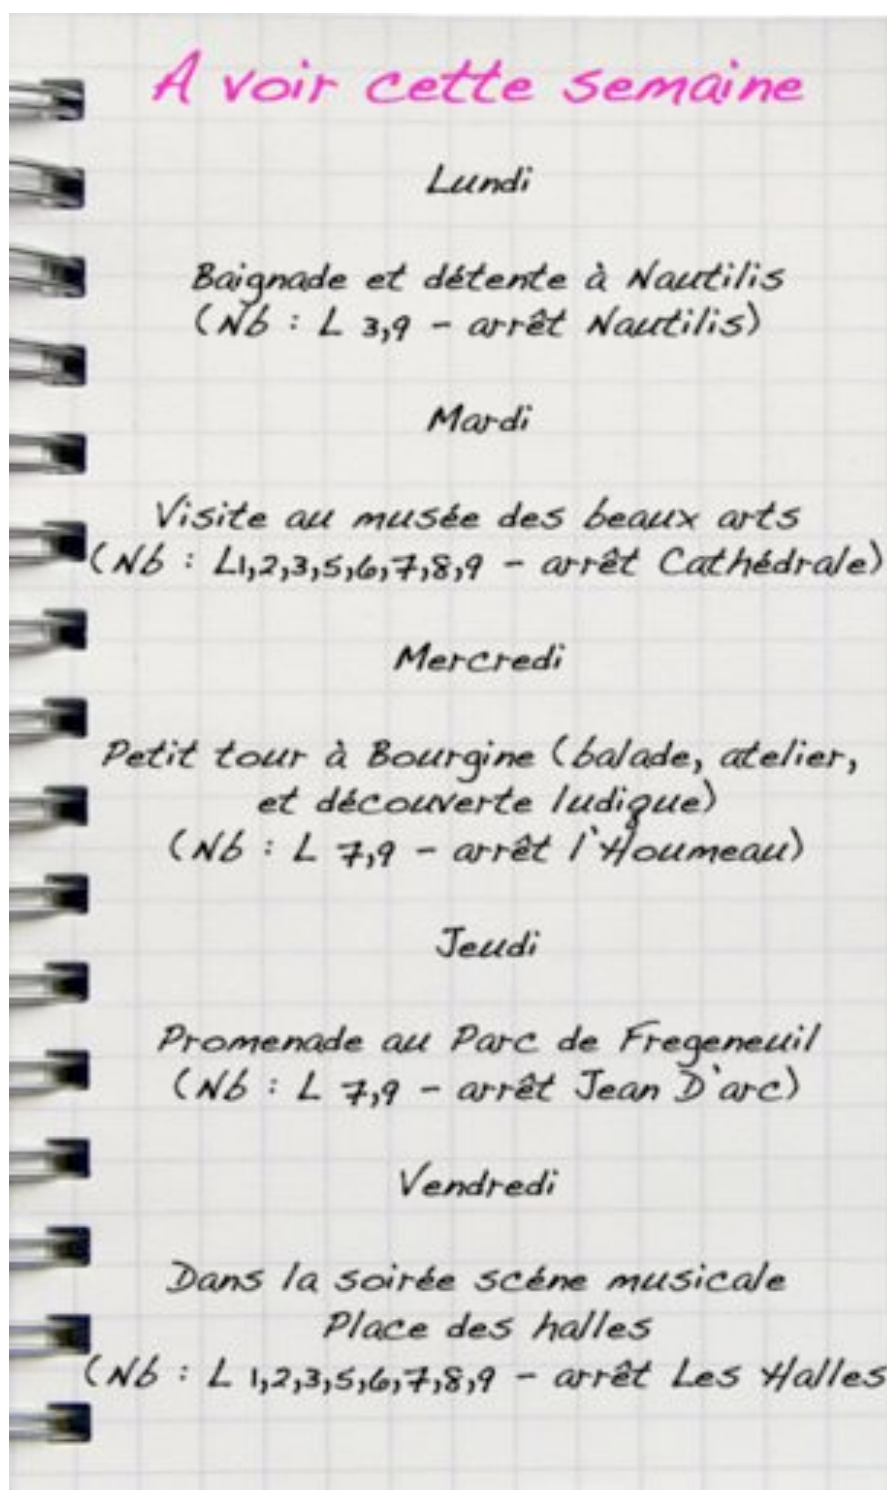 A voir cette semaine
Lundi
Baignade et détente à Nautilis
(Nb : L 3,9 - arrêt Nautilis)
Mardi
Visite au musée des beaux arts
(Nb : L1,2,3,5,6,7,8,9 - arrêt Cathédrale)
Mercredi
Petit tour à Bourgine (balade, atelier,
et découverte ludique)
(Nb : L 7,9 - arrêt l'Houmeau)
Jeudi
Promenade au Parc de Fregeneuil
(Nb : L 7,9 - arrêt Jean D'arc)
Vendredi
Dans la soirée scéne musicale
Place des halles
(Nb : L 1,2,3,5,6,7,8,9 - arrêt Les Halles